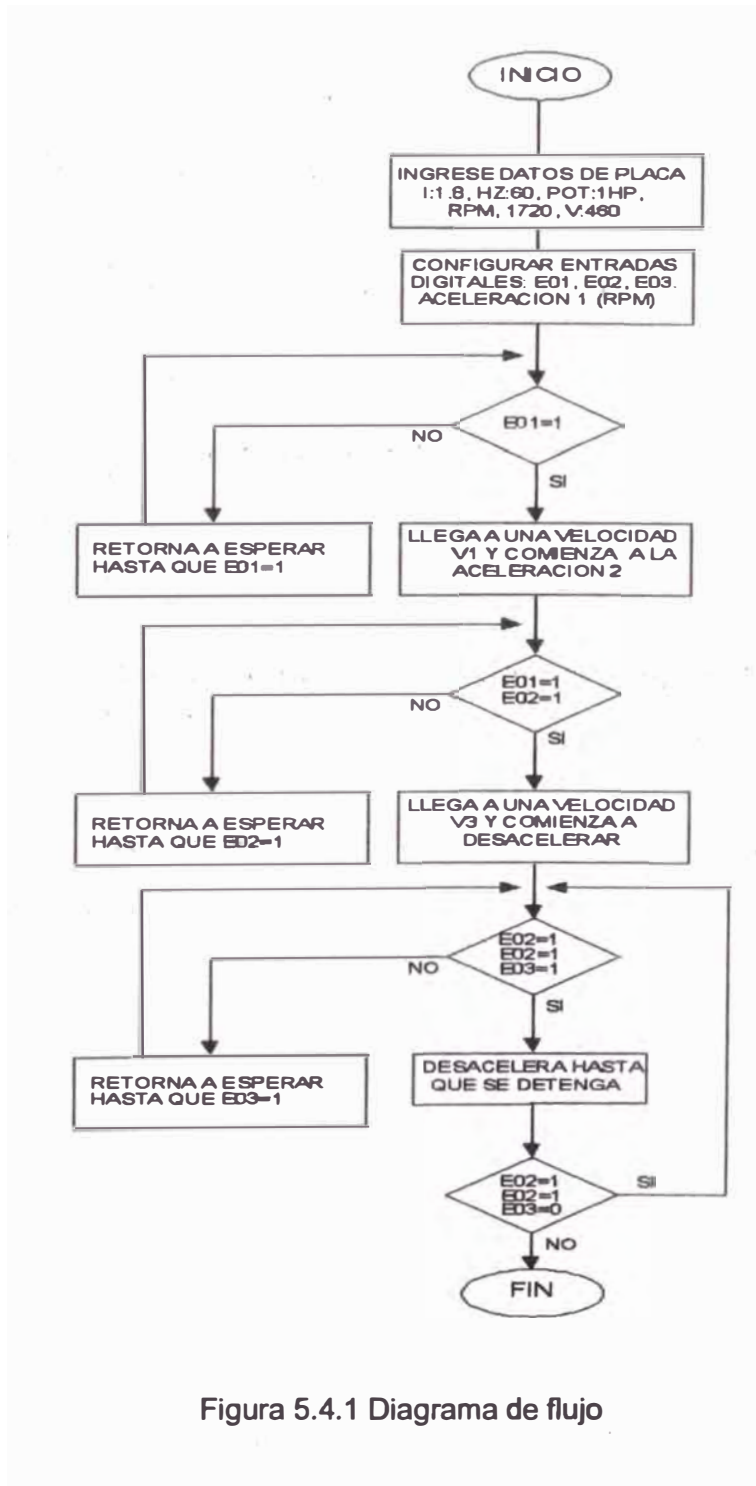 INICIO
INGRESE DATOS DE PLACA
I:1.8, HZ:60, POT:1HP,
RPM, 1720, V:460
CONFIGURAR ENTRADAS
DIGITALES: E01, E02, E03.
ACELERACION 1 (RPM)
E01=1
NO
SI
RETORNA A ESPERAR
HASTA QUE E01=1
LLEGA A UNA VELOCIDAD
V1 Y COMIENZA A LA
ACELERACION 2
E01=1
E02=1
NO
SI
RETORNA A ESPERAR
HASTA QUE E02=1
LLEGA A UNA VELOCIDAD
V3 Y COMIENZA A
DESACELERAR
E02=1
E02=1
E03=1
NO
SI
RETORNA A ESPERAR
HASTA QUE E03=1
DESACELERA HASTA
QUE SE DETENGA
E02=1
E02=1
E03=0
SI
NO
FIN
Figura 5.4.1 Diagrama de flujo